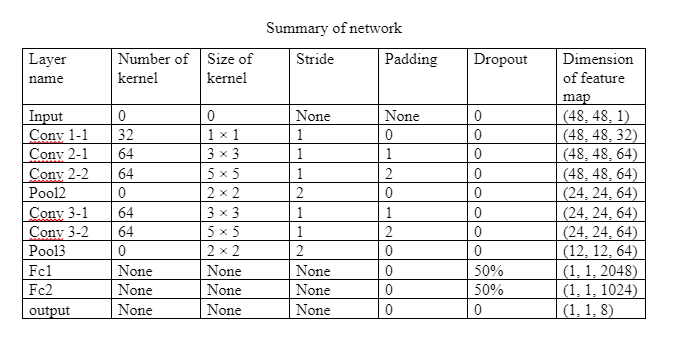 Summary of network
Layer name | Number of kernel | Size of kernel | Stride | Padding | Dropout | Dimension of feature map
Input | 0 | 0 | None | None | 0 | (48, 48, 1)
Conv 1-1 | 32 | 1 × 1 | 1 | 0 | 0 | (48, 48, 32)
Conv 2-1 | 64 | 3 × 3 | 1 | 1 | 0 | (48, 48, 64)
Conv 2-2 | 64 | 5 × 5 | 1 | 2 | 0 | (48, 48, 64)
Pool2 | 0 | 2 × 2 | 2 | 0 | 0 | (24, 24, 64)
Conv 3-1 | 64 | 3 × 3 | 1 | 1 | 0 | (24, 24, 64)
Conv 3-2 | 64 | 5 × 5 | 1 | 2 | 0 | (24, 24, 64)
Pool3 | 0 | 2 × 2 | 2 | 0 | 0 | (12, 12, 64)
Fc1 | None | None | None | 0 | 50% | (1, 1, 2048)
Fc2 | None | None | None | 0 | 50% | (1, 1, 1024)
output | None | None | None | 0 | 0 | (1, 1, 8)